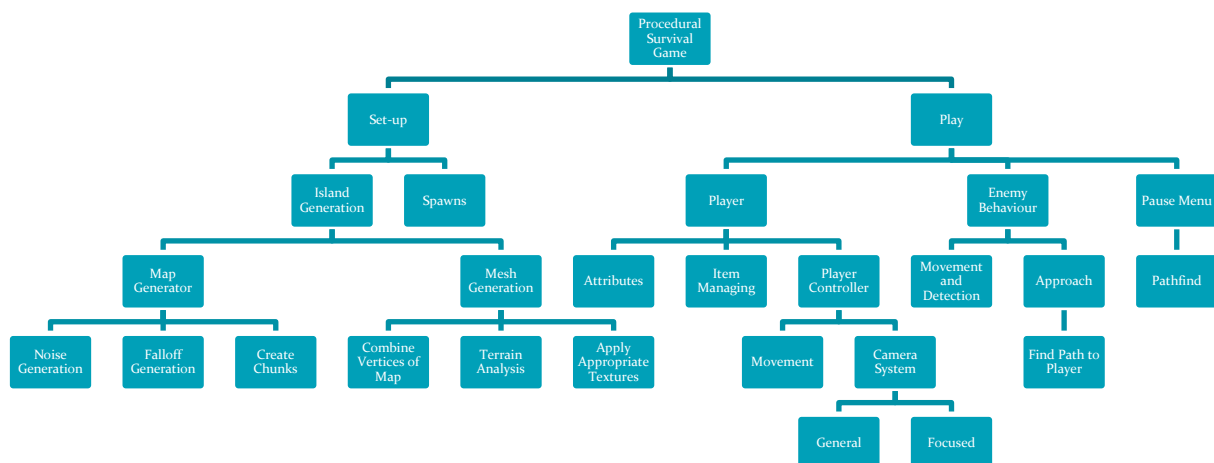 Procedural
Survival
Game
Set-up
Play
Island
Generation
Spawns
Player
Enemy
Behaviour
Pause Menu
Map
Generator
Mesh
Generation
Attributes
Item
Managing
Player
Controller
Movement
and
Detection
Approach
Pathfind
Noise
Generation
Falloff
Generation
Create
Chunks
Combine
Vertices of
Map
Terrain
Analysis
Apply
Appropriate
Textures
Movement
Camera
System
Find Path to
Player
General
Focused